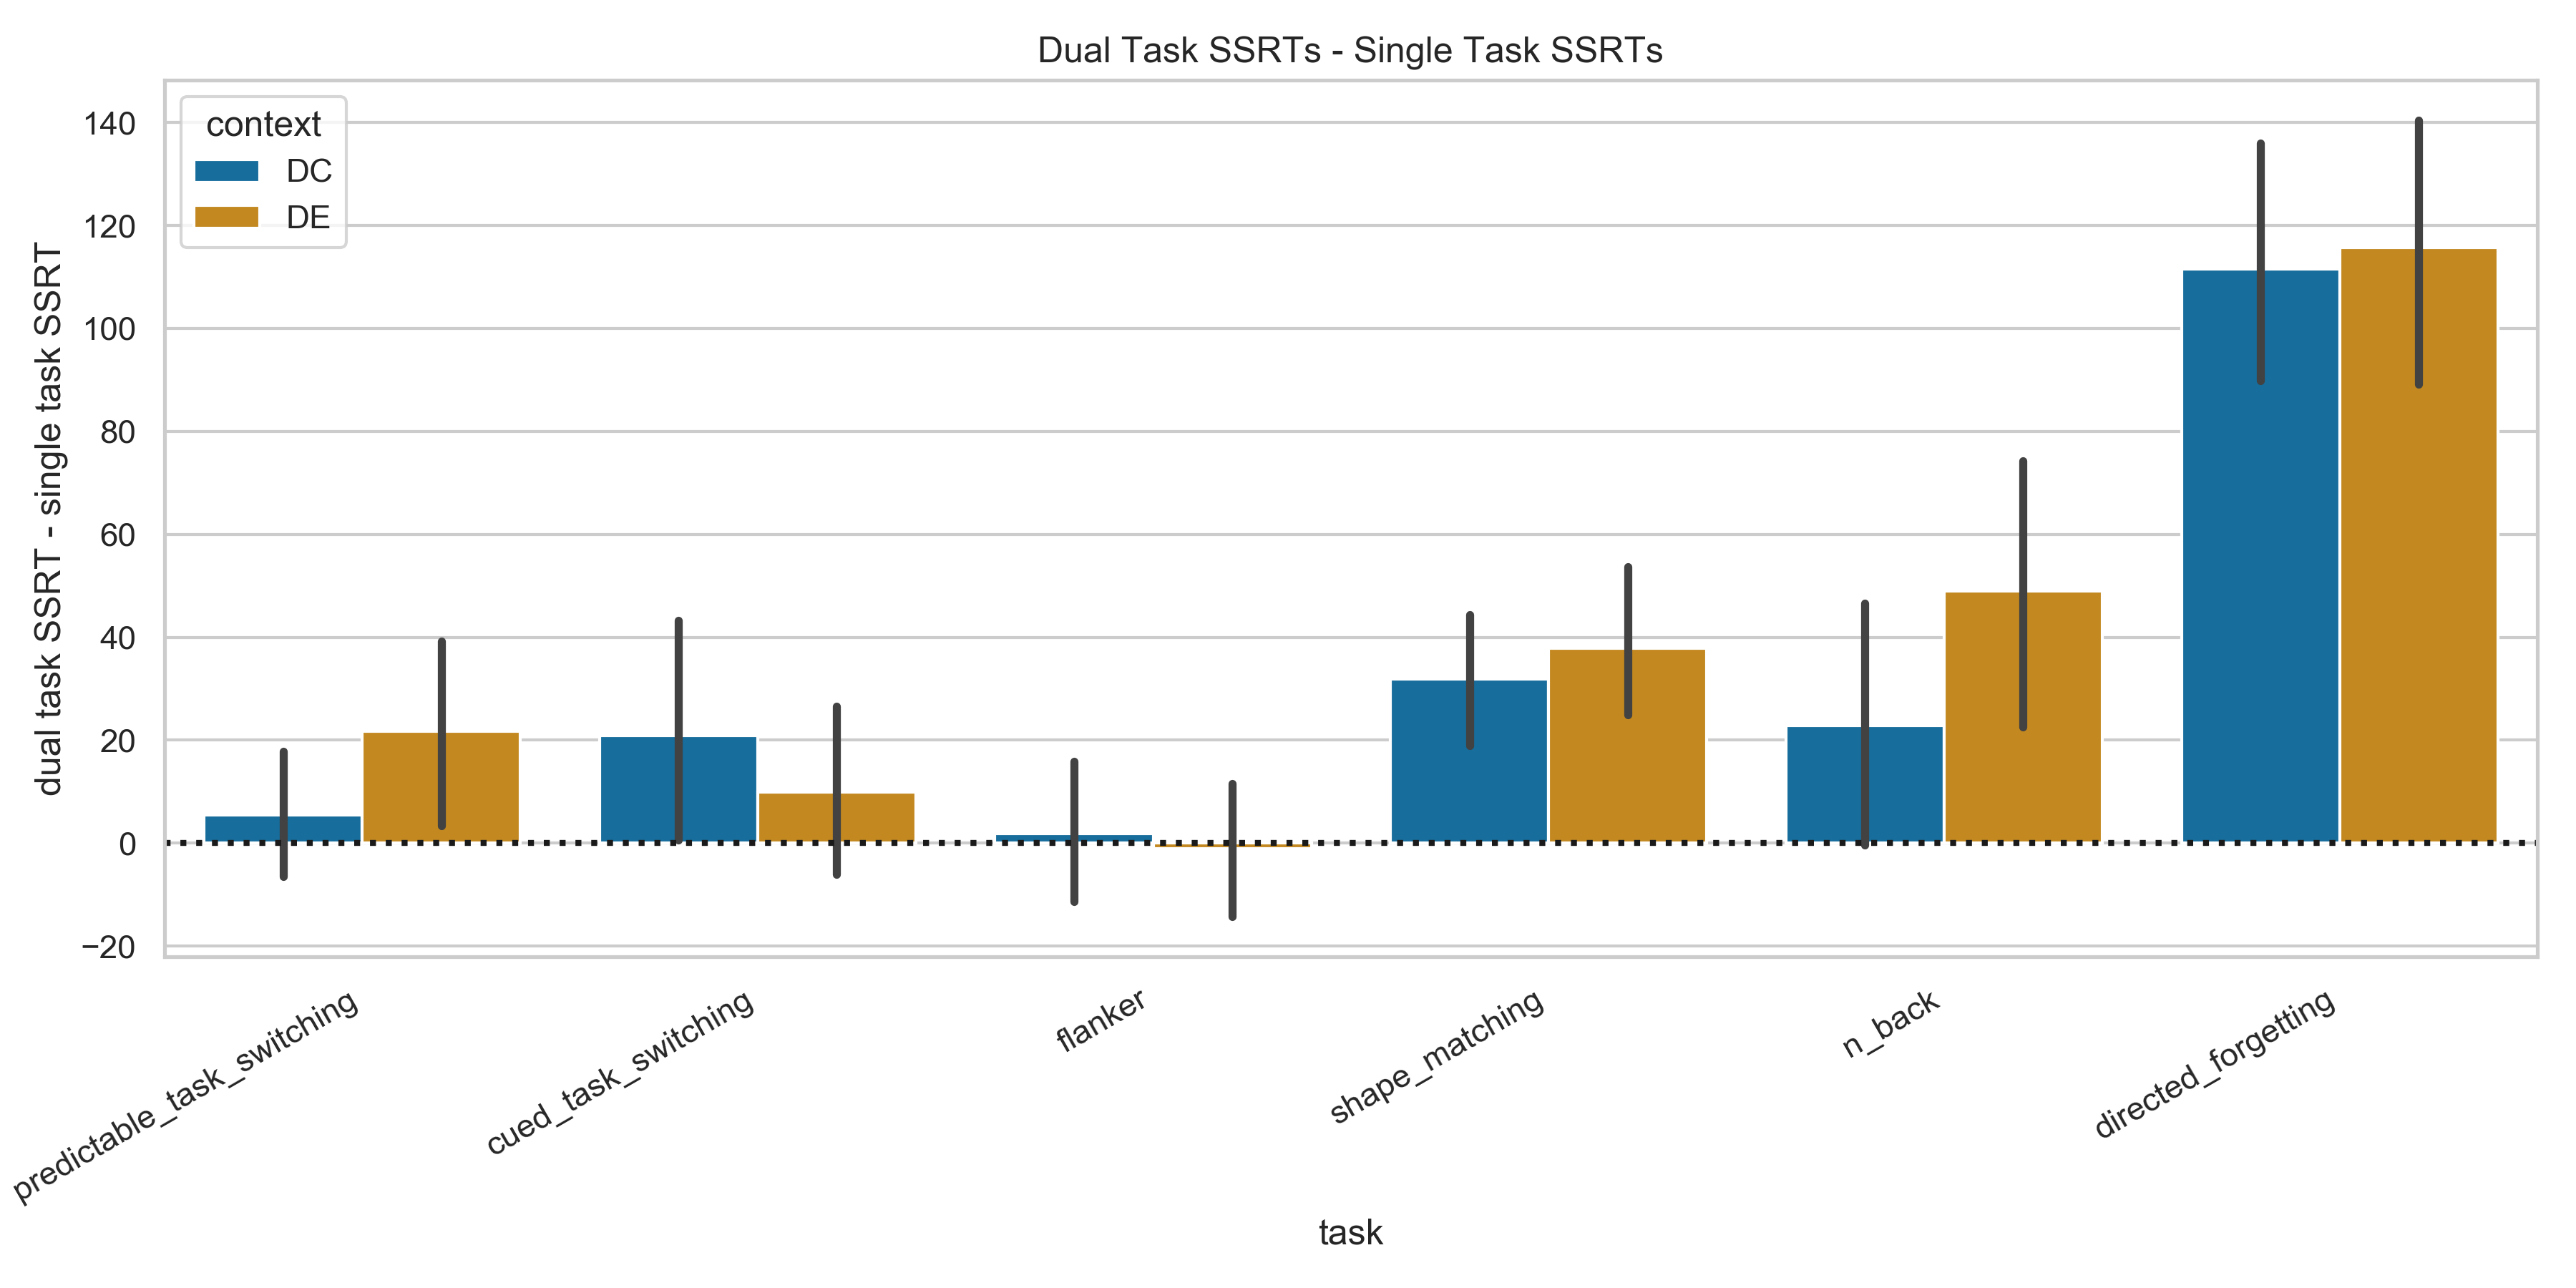 Dual Task SSRTs - Single Task SSRTs
dual task SSRT - single task SSRT
140
120
100
80
60
40
20
0
−20
context
DC
DE
predictable_task_switching
cued_task_switching
flanker
shape_matching
n_back
directed_forgetting
task